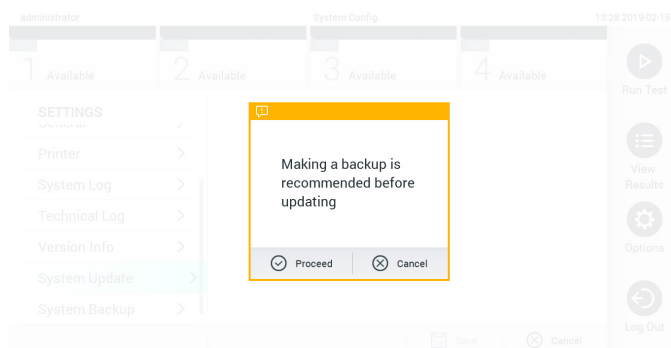 administrator System Config 13:28 2019-02-15
1 Available 2 Available 3 Available 4 Available
Run Test
SETTINGS
General
Printer
System Log
Technical Log
Version Info
System Update
System Backup
Making a backup is
recommended before
updating
Proceed Cancel
View
Results
Options
Log Out
Save Cancel